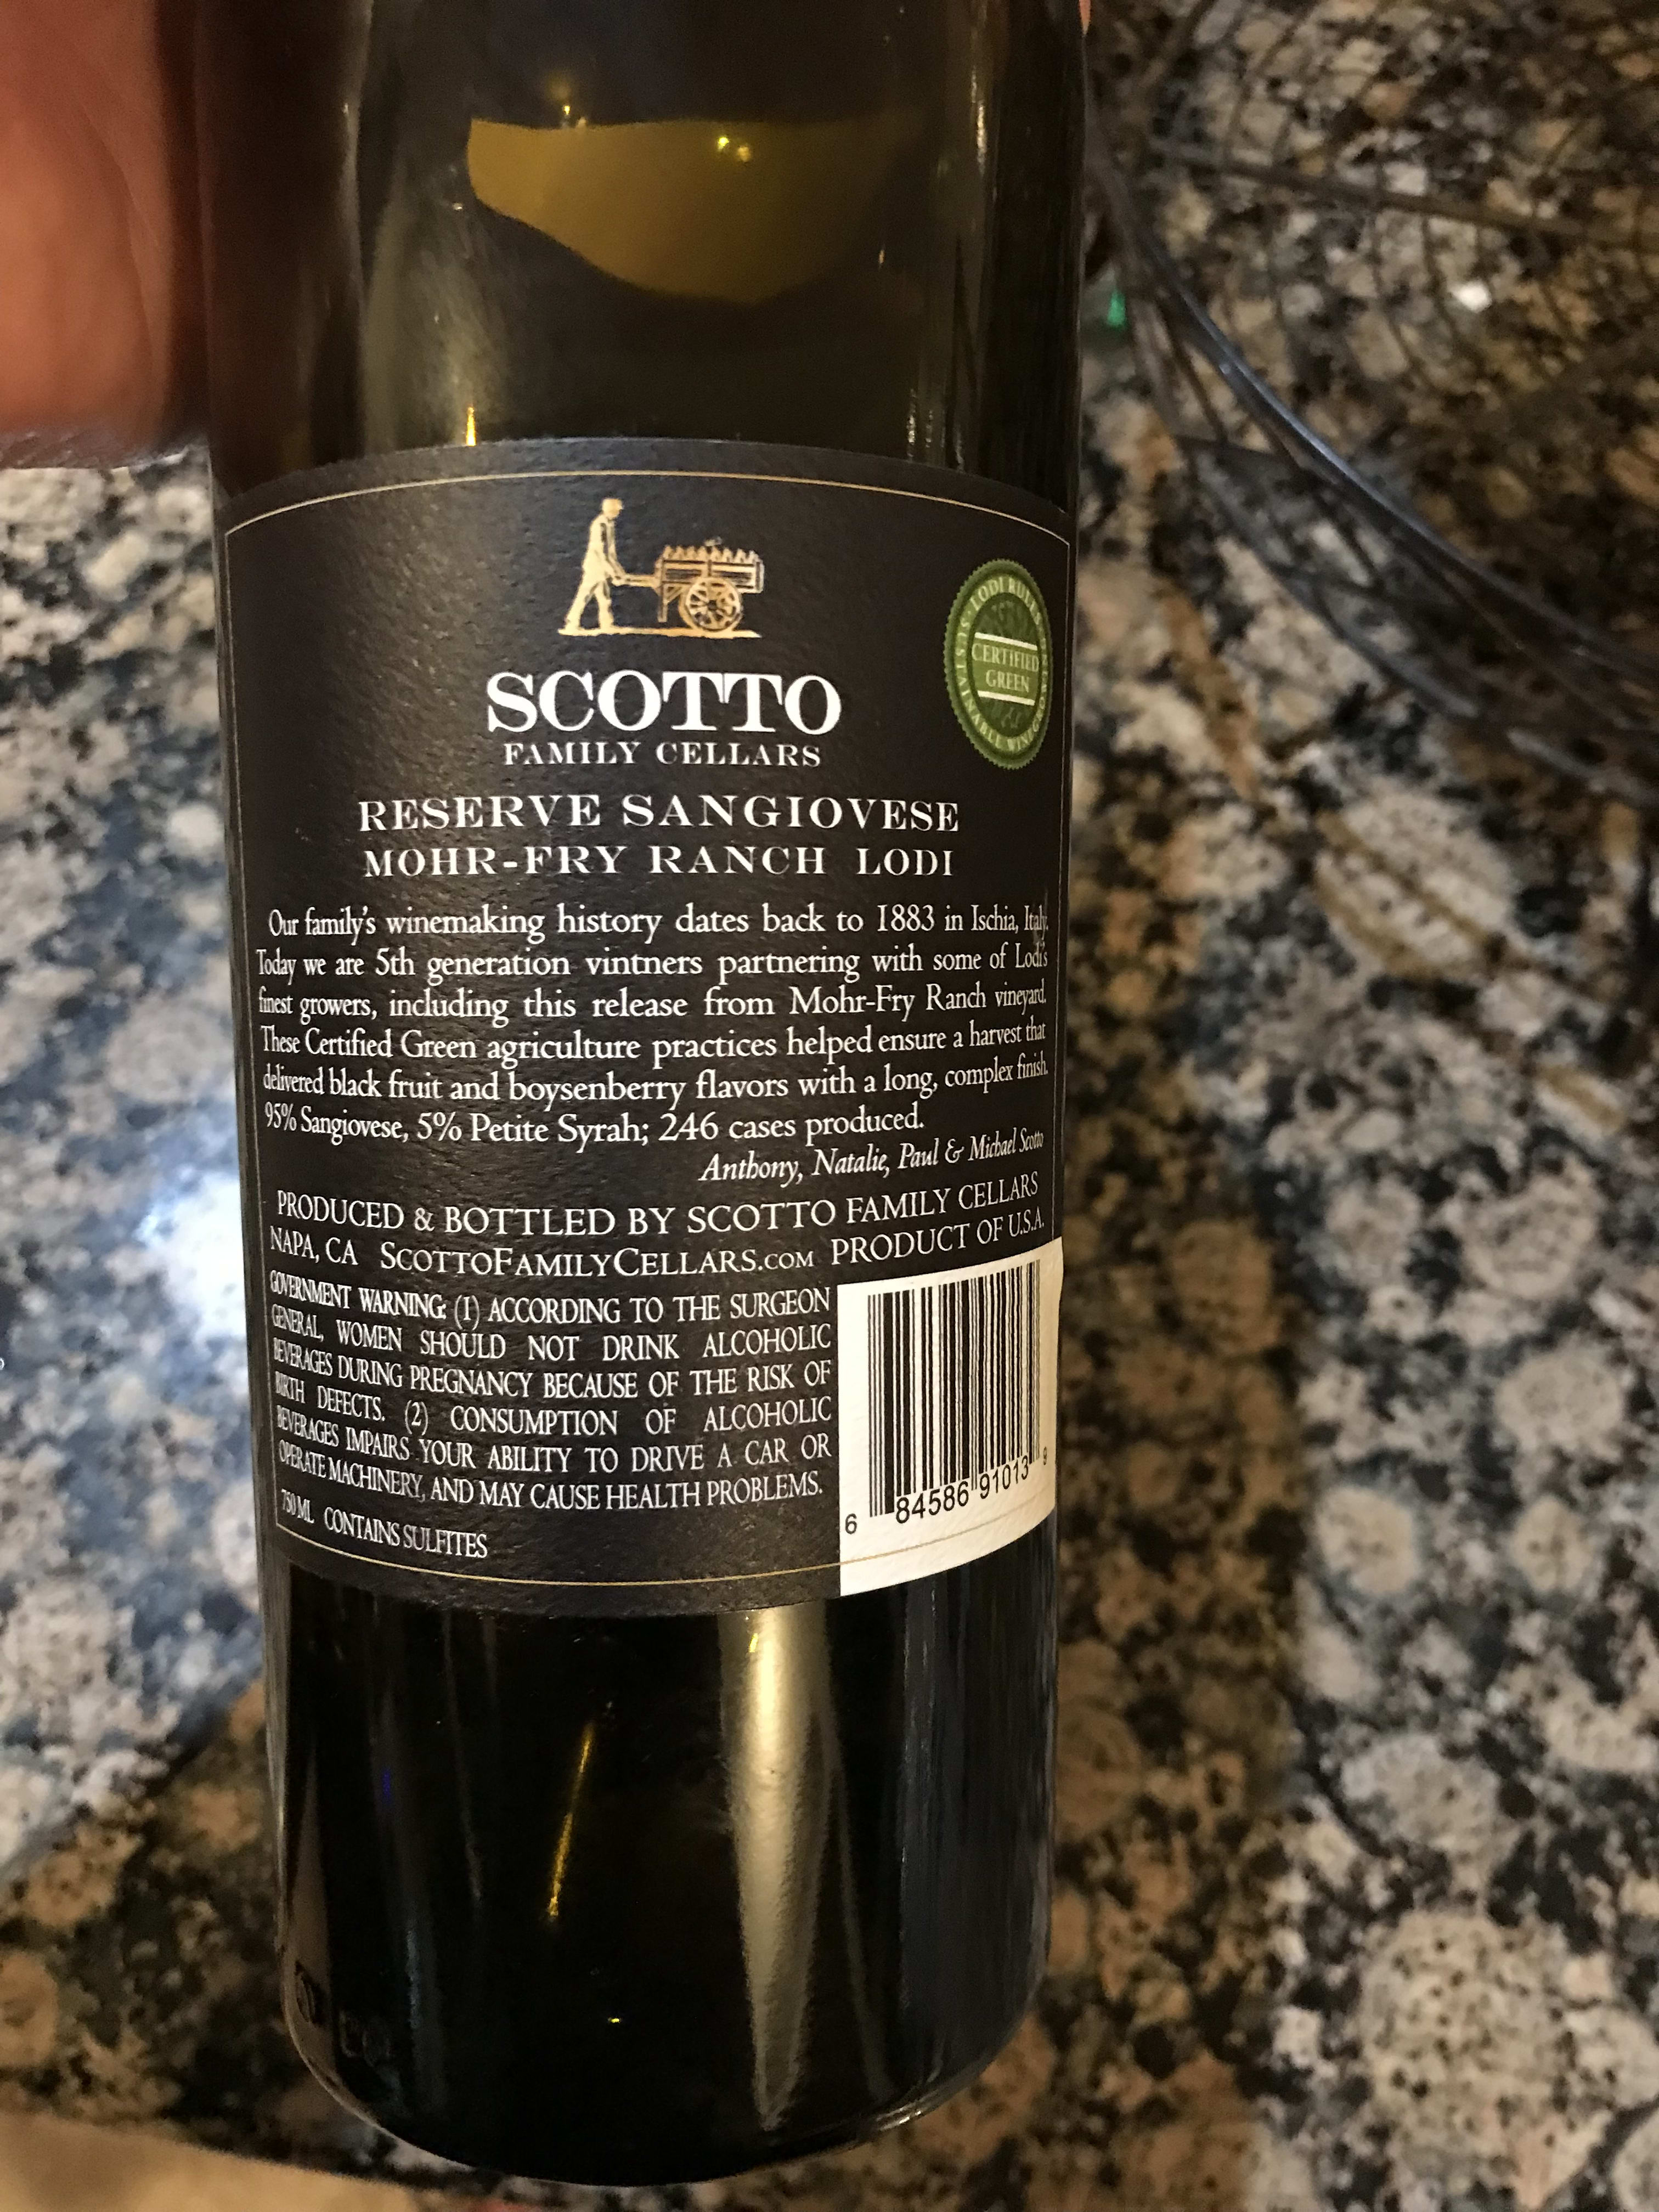 SCOTTO
FAMILY CELLARS
LODI RULES
CERTIFIED
GREEN
RESERVE SANGIOVESE
MOHR-FRY RANCH LODI
Our family's winemaking history dates back to 1883 in Ischia, Italy.
Today we are 5th generation vintners partnering with some of Lodi's
finest growers, including this release from Mohr-Fry Ranch vineyard.
These Certified Green agriculture practices helped ensure a harvest that
delivered black fruit and boysenberry flavors with a long, complex finish.
95% Sangiovese, 5% Petite Syrah; 246 cases produced.
Anthony, Natalie, Paul & Michael Scotto
PRODUCED & BOTTLED BY SCOTTO FAMILY CELLARS
NAPA, CA SCOTTOFAMILYCELLARS.COM PRODUCT OF U.S.A.
GOVERNMENT WARNING: (1) ACCORDING TO THE SURGEON
GENERAL, WOMEN SHOULD NOT DRINK ALCOHOLIC
BEVERAGES DURING PREGNANCY BECAUSE OF THE RISK OF
BIRTH DEFECTS. (2) CONSUMPTION OF ALCOHOLIC
BEVERAGES IMPAIRS YOUR ABILITY TO DRIVE A CAR OR
OPERATE MACHINERY, AND MAY CAUSE HEALTH PROBLEMS.
750 ML CONTAINS SULFITES
6 84586 91013 9